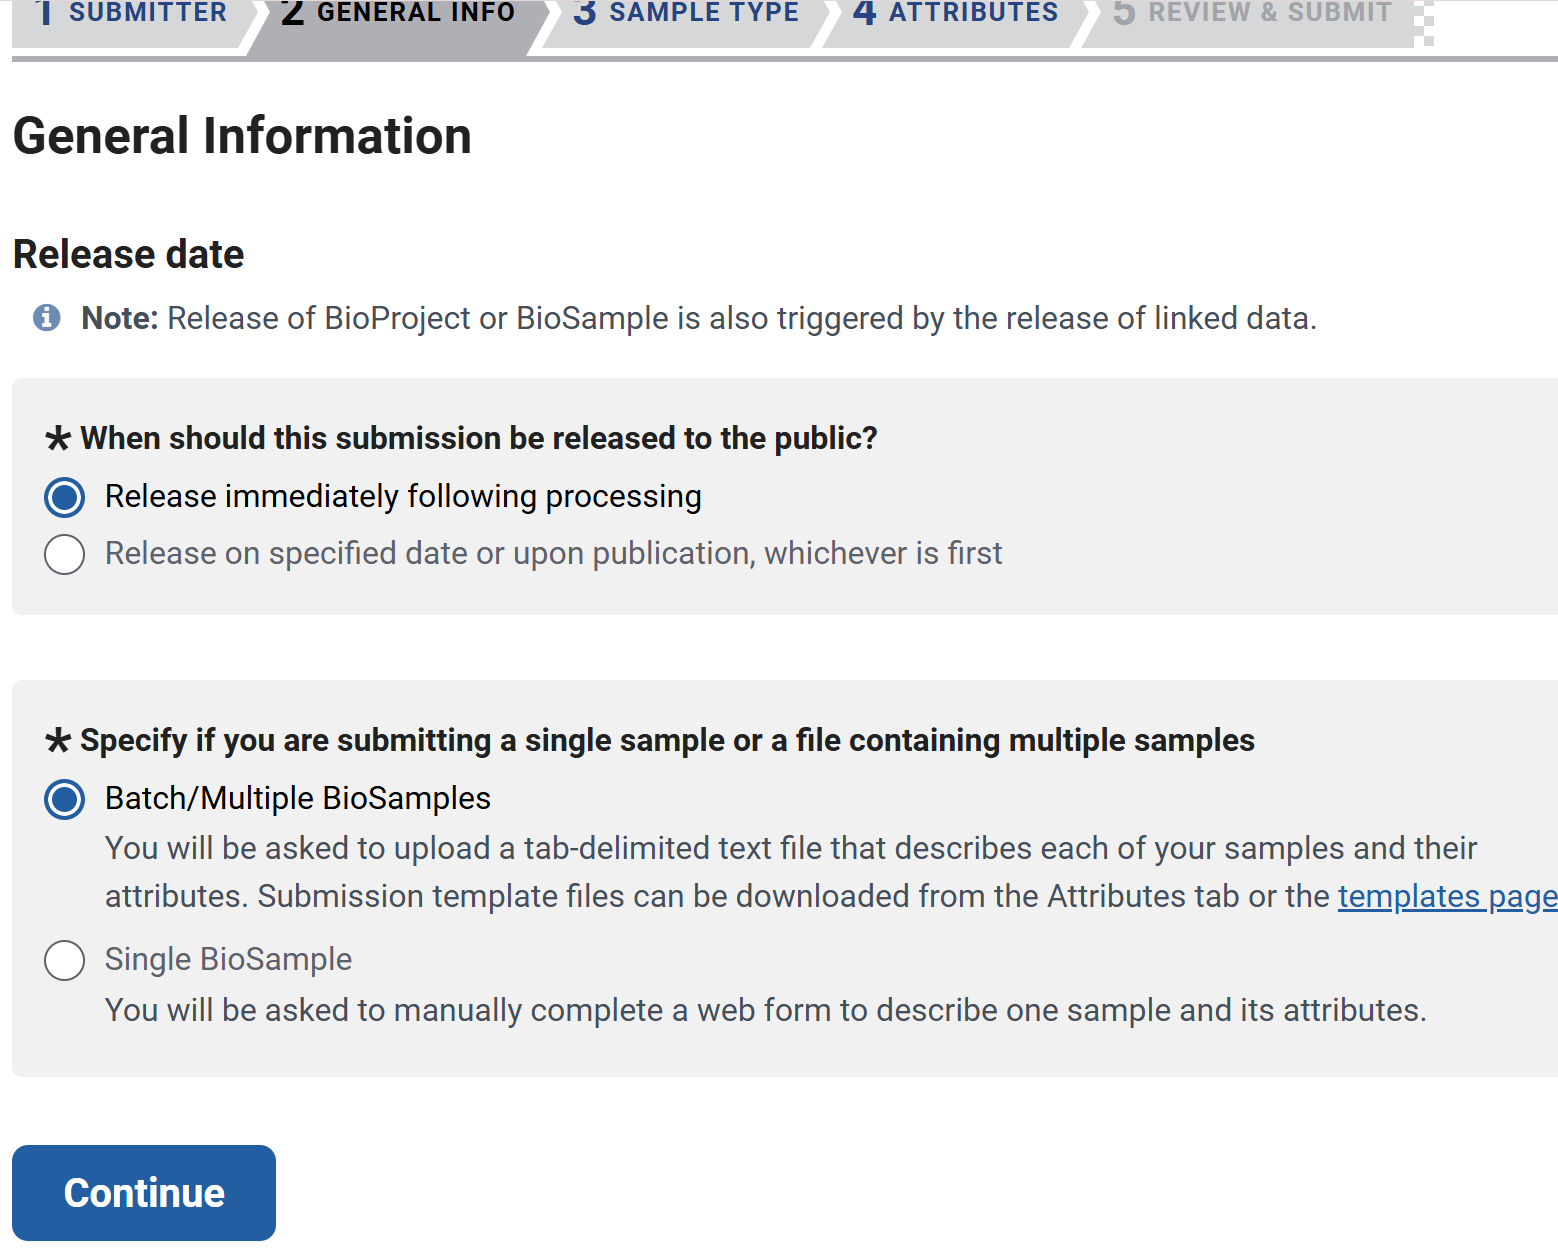 1 SUBMITTER 2 GENERAL INFO 3 SAMPLE TYPE 4 ATTRIBUTES 5 REVIEW & SUBMIT
General Information
Release date
Note: Release of BioProject or BioSample is also triggered by the release of linked data.
* When should this submission be released to the public?
Release immediately following processing
Release on specified date or upon publication, whichever is first
* Specify if you are submitting a single sample or a file containing multiple samples
Batch/Multiple BioSamples
You will be asked to upload a tab-delimited text file that describes each of your samples and their
attributes. Submission template files can be downloaded from the Attributes tab or the templates page
Single BioSample
You will be asked to manually complete a web form to describe one sample and its attributes.
Continue